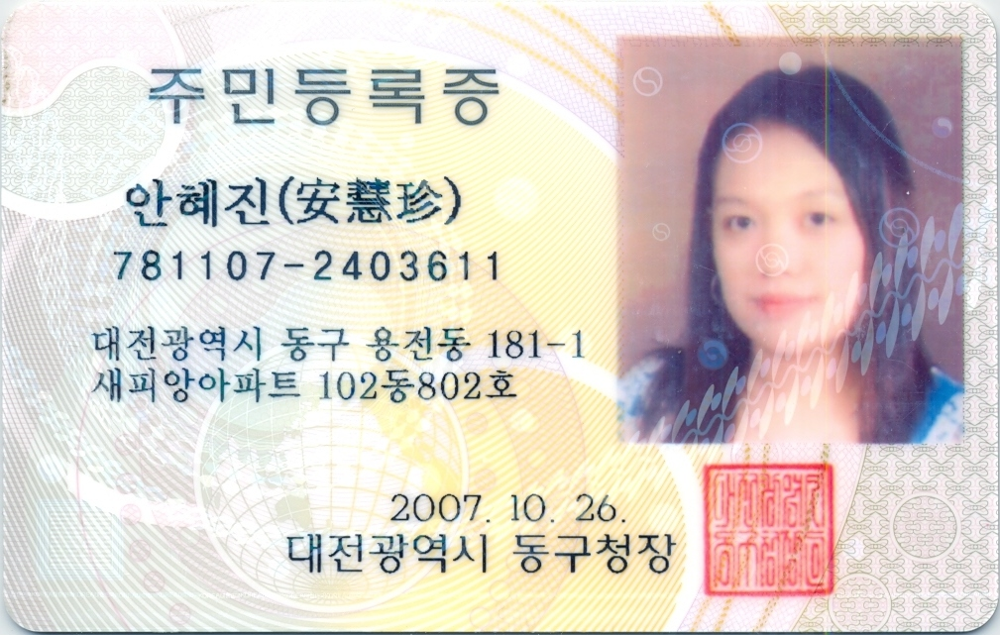 주민등록증
안혜진(安慧珍)
781107-2403611
대전광역시 동구 용전동 181-1
새피앙아파트 102동802호
2007. 10. 26.
대전광역시 동구청장